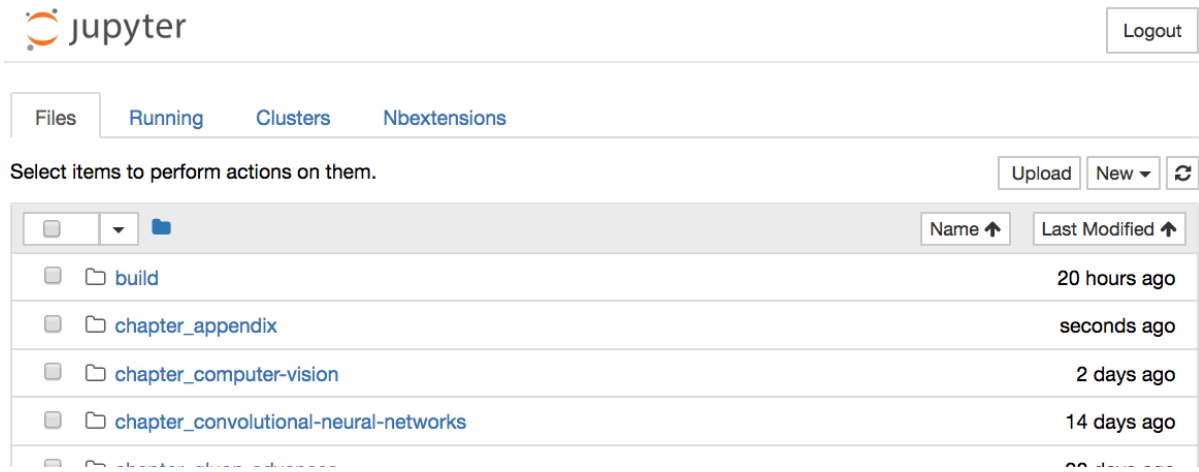 jupyter
Logout
Files Running Clusters Nbextensions
Select items to perform actions on them.
Upload New
Name Last Modified
build 20 hours ago
chapter_appendix seconds ago
chapter_computer-vision 2 days ago
chapter_convolutional-neural-networks 14 days ago